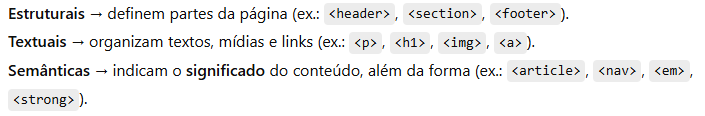 Estruturais → definem partes da página (ex.: <header>, <section>, <footer>).
Textuais → organizam textos, mídias e links (ex.: <p>, <h1>, <img>, <a>).
Semânticas → indicam o significado do conteúdo, além da forma (ex.: <article>, <nav>, <em>,
<strong>).